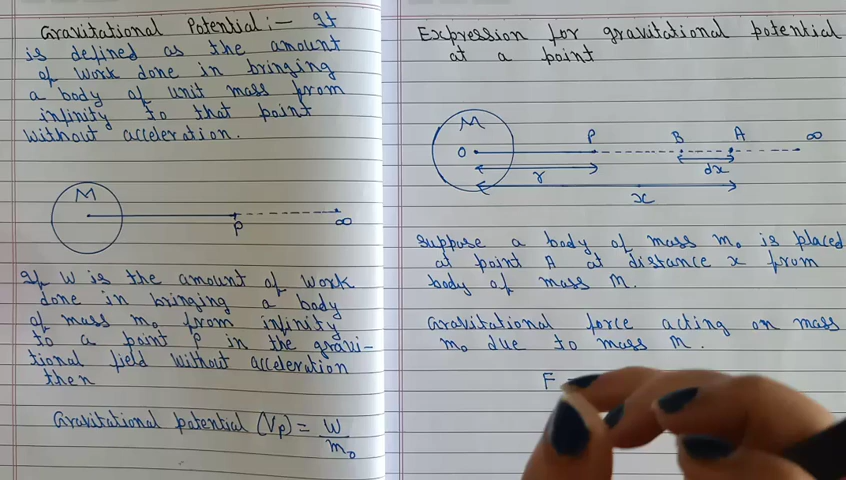 Gravitational Potential:- It
is defined as the amount
of work done in bringing
a body of unit mass from
infinity to that point
without acceleration.
M
P
∞
If W is the amount of work
done in bringing a body
of mass m₀ from infinity
to a point P in the gravi-
tional field without acceleration
then
Gravitational potential (Vp) = W
m₀
Expression for gravitational potential
at a point
M
O P B A ∞
r
dx
x
Suppose a body of mass m₀ is placed
at point A at distance x from
body of mass M.
Gravitational force acting on mass
m₀ due to mass M.
F =